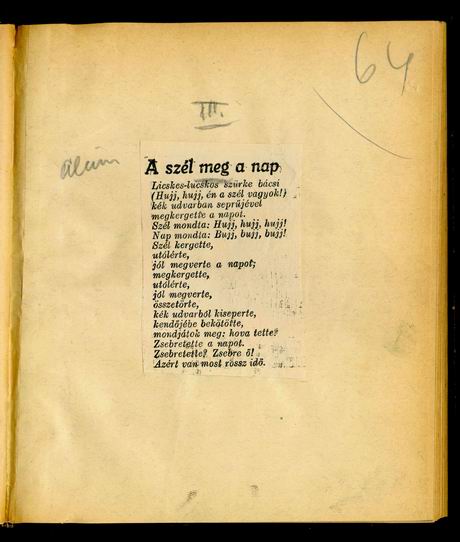 64
III.
alcím
A szél meg a nap
Licskes-lucskos szürke bácsi
(Hujj, hujj, én a szél vagyok!)
kék udvarban seprűjével
megkergette a napot.
Szél mondta: Hujj, hujj, hujj!
Nap mondta: Bujj, bujj, bujj!
Szél kergette,
utólérte,
jól megverte a napot;
megkergette,
utólérte,
jól megverte,
összetörte,
kék udvarból kiseperte,
kendőjébe bekötötte,
mondjátok meg: hova tette?
Zsebretette a napot.
Zsebretette? Zsebre ő!
Azért van most rossz idő.